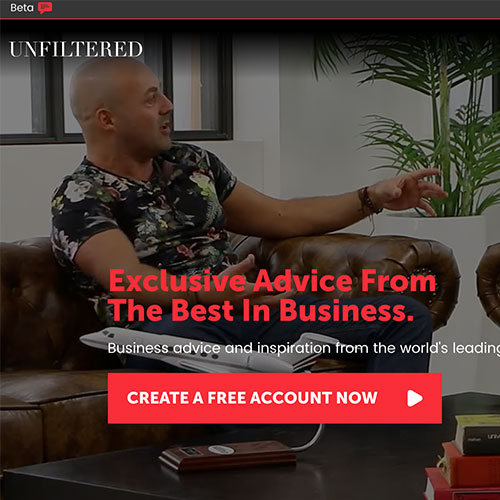 Beta
UNFILTERED
Exclusive Advice From
The Best In Business.
Business advice and inspiration from the world's leading
CREATE A FREE ACCOUNT NOW